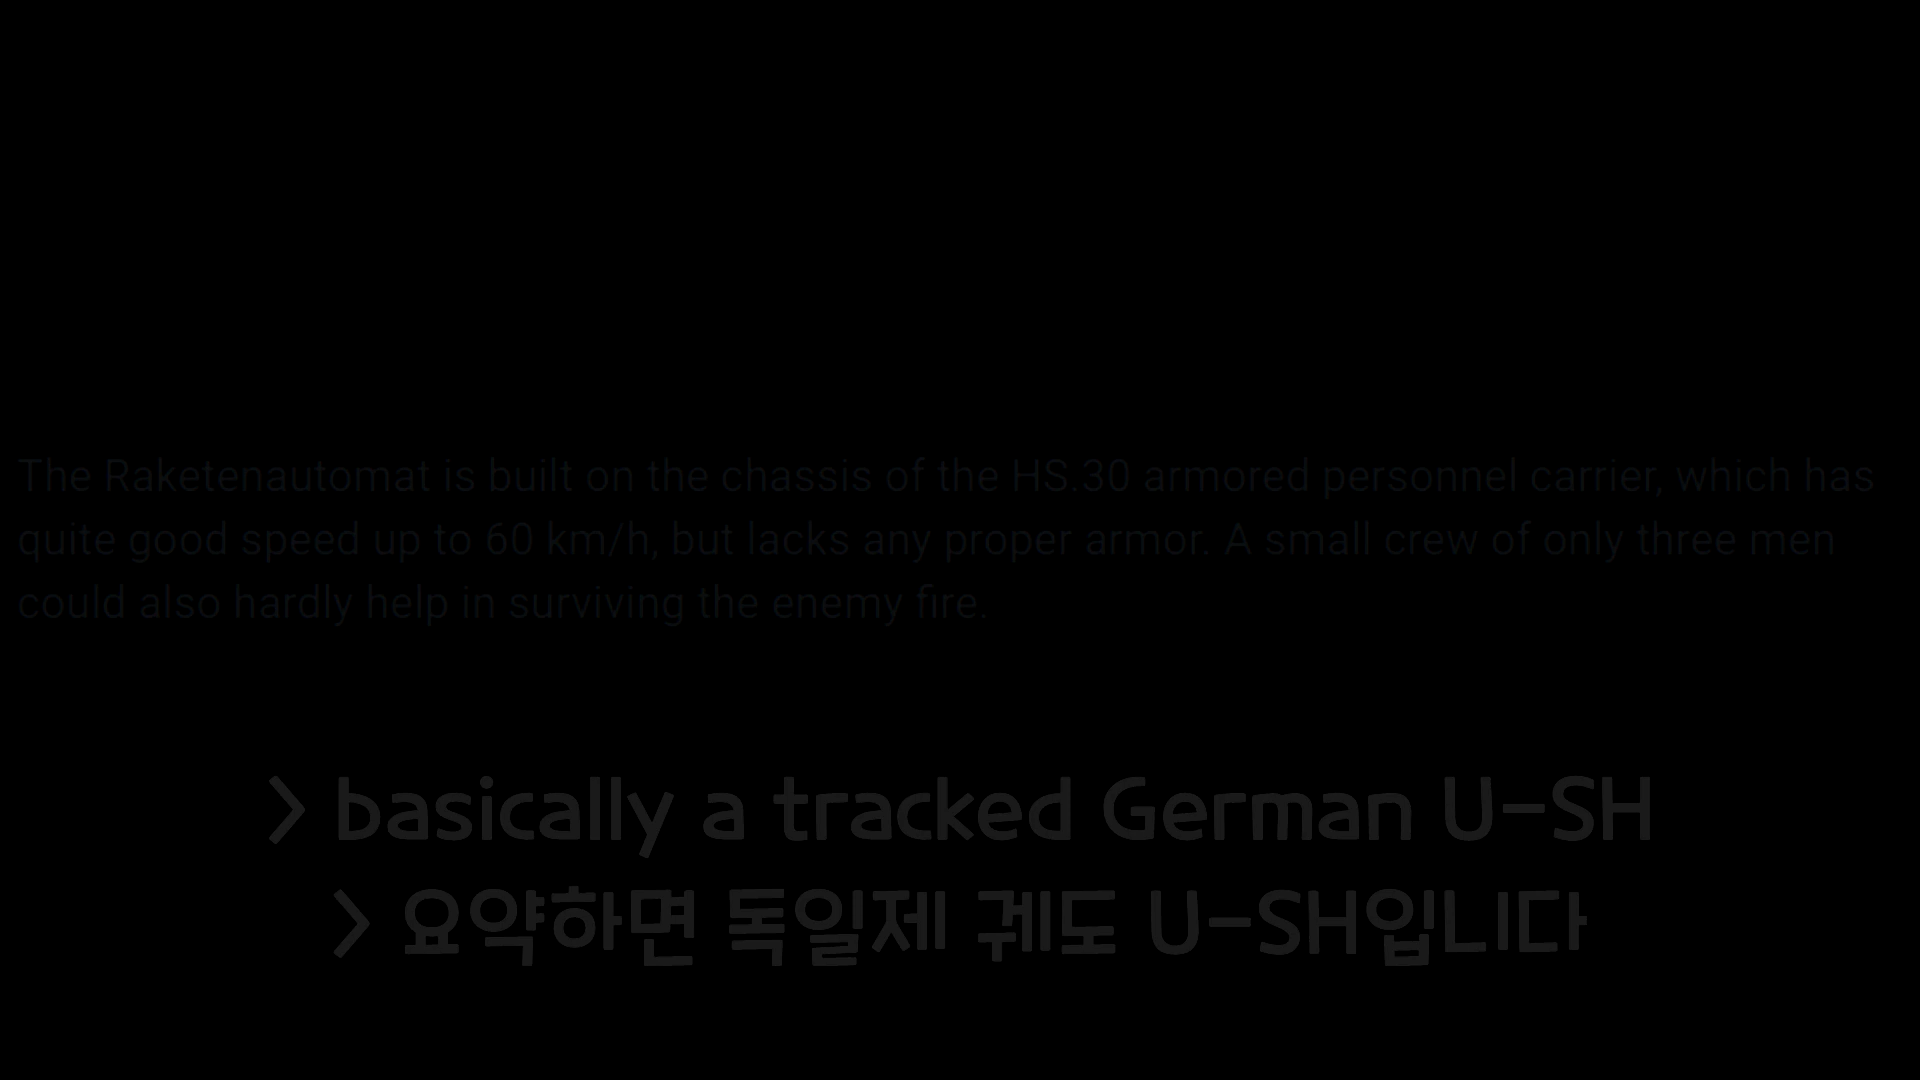 The Raketenautomat is built on the chassis of the HS.30 armored personnel carrier, which has
quite good speed up to 60 km/h, but lacks any proper armor. A small crew of only three men
could also hardly help in surviving the enemy fire.
> basically a tracked German U-SH
> 요약하면 독일제 궤도 U-SH입니다